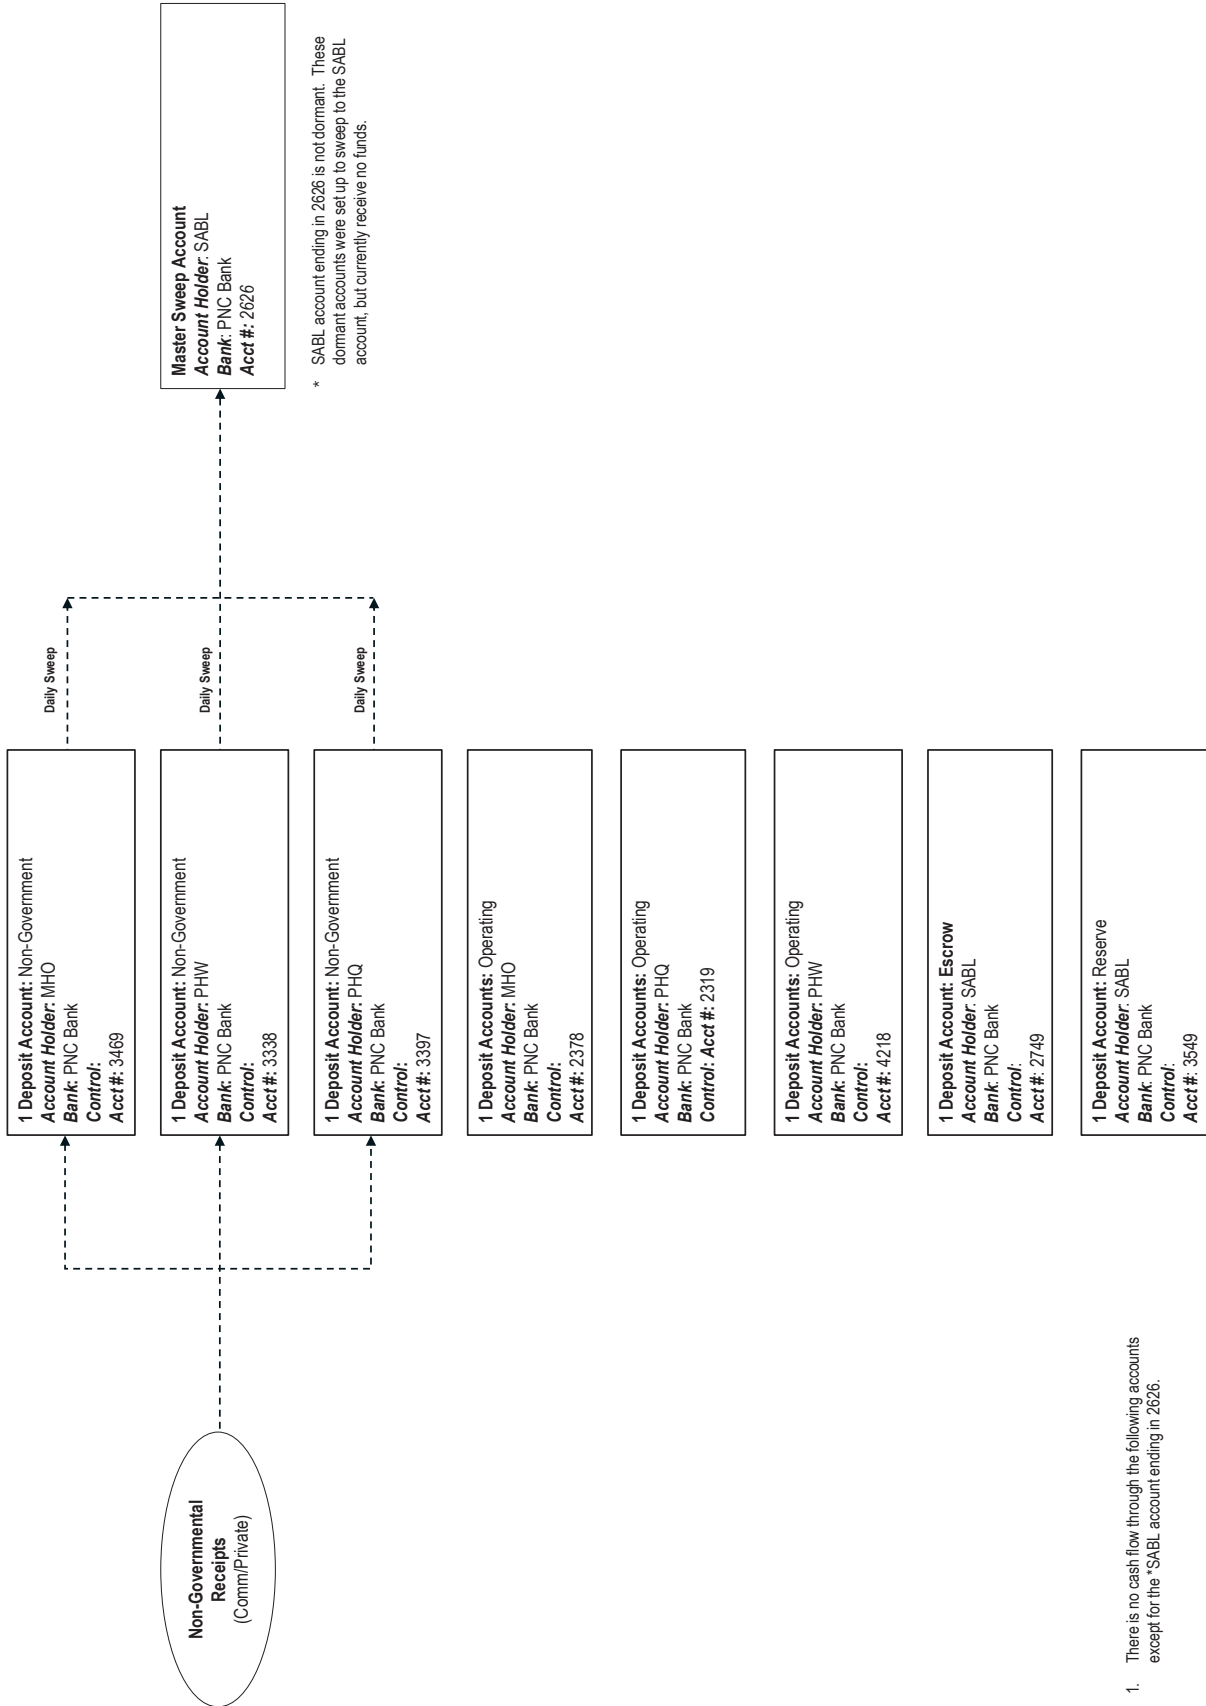 Non-Governmental
Receipts
(Comm/Private)
1 Deposit Account: Non-Government
Account Holder: MHO
Bank: PNC Bank
Control:
Acct #: 3469
1 Deposit Account: Non-Government
Account Holder: PHW
Bank: PNC Bank
Control:
Acct #: 3338
1 Deposit Account: Non-Government
Account Holder: PHQ
Bank: PNC Bank
Control:
Acct #: 3397
1 Deposit Accounts: Operating
Account Holder: MHO
Bank: PNC Bank
Control:
Acct #: 2378
1 Deposit Accounts: Operating
Account Holder: PHQ
Bank: PNC Bank
Control: Acct #: 2319
1 Deposit Accounts: Operating
Account Holder: PHW
Bank: PNC Bank
Control:
Acct #: 4218
1 Deposit Account: Escrow
Account Holder: SABL
Bank: PNC Bank
Control:
Acct #: 2749
1 Deposit Account: Reserve
Account Holder: SABL
Bank: PNC Bank
Control:
Acct #: 3549
Daily Sweep
Daily Sweep
Daily Sweep
Master Sweep Account
Account Holder: SABL
Bank: PNC Bank
Acct #: 2626
* SABL account ending in 2626 is not dormant. These
dormant accounts were set up to sweep to the SABL
account, but currently receive no funds.
1. There is no cash flow through the following accounts
except for the *SABL account ending in 2626.